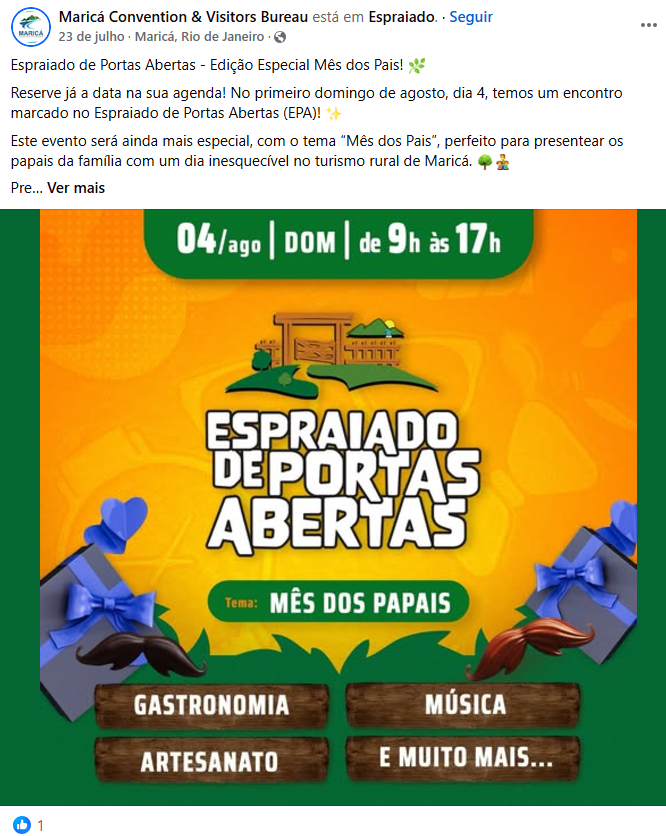 Maricá Convention & Visitors Bureau está em Espraiado. · Seguir
23 de julho · Maricá, Rio de Janeiro ·
Espraiado de Portas Abertas - Edição Especial Mês dos Pais! 🌿
Reserve já a data na sua agenda! No primeiro domingo de agosto, dia 4, temos um encontro
marcado no Espraiado de Portas Abertas (EPA)! ✨
Este evento será ainda mais especial, com o tema “Mês dos Pais”, perfeito para presentear os
papais da família com um dia inesquecível no turismo rural de Maricá. 🌳👨‍👧
Pre... Ver mais
04/ago | DOM | de 9h às 17h
ESPRAIADO
DE PORTAS
ABERTAS
Tema: MÊS DOS PAPAIS
GASTRONOMIA
MÚSICA
ARTESANATO
E MUITO MAIS...
1
MARICÁ